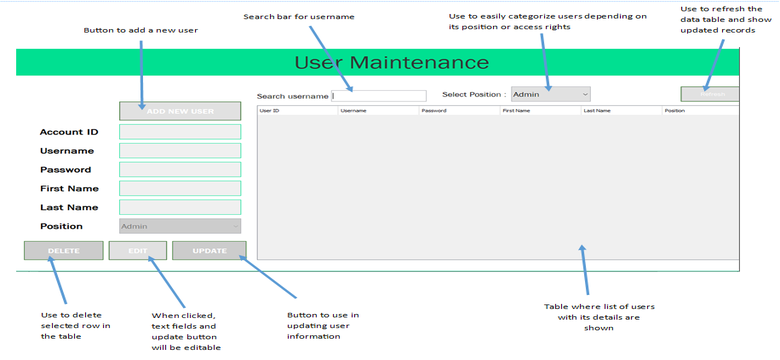 Use to refresh the
data table and show
updated records
Search bar for username
Use to easily categorize users depending on
its position or access rights
Button to add a new user
User Maintenance
Search username
Select Position :
Admin
ADD NEW USER
User ID
Username
Password
First Name
Last Name
Position
Account ID
Username
Password
First Name
Last Name
Position
Admin
DELETE
EDIT
UPDATE
Use to delete
selected row in
the table
When clicked,
text fields and
update button
will be editable
Button to use in
updating user
information
Table where list of users
with its details are
shown